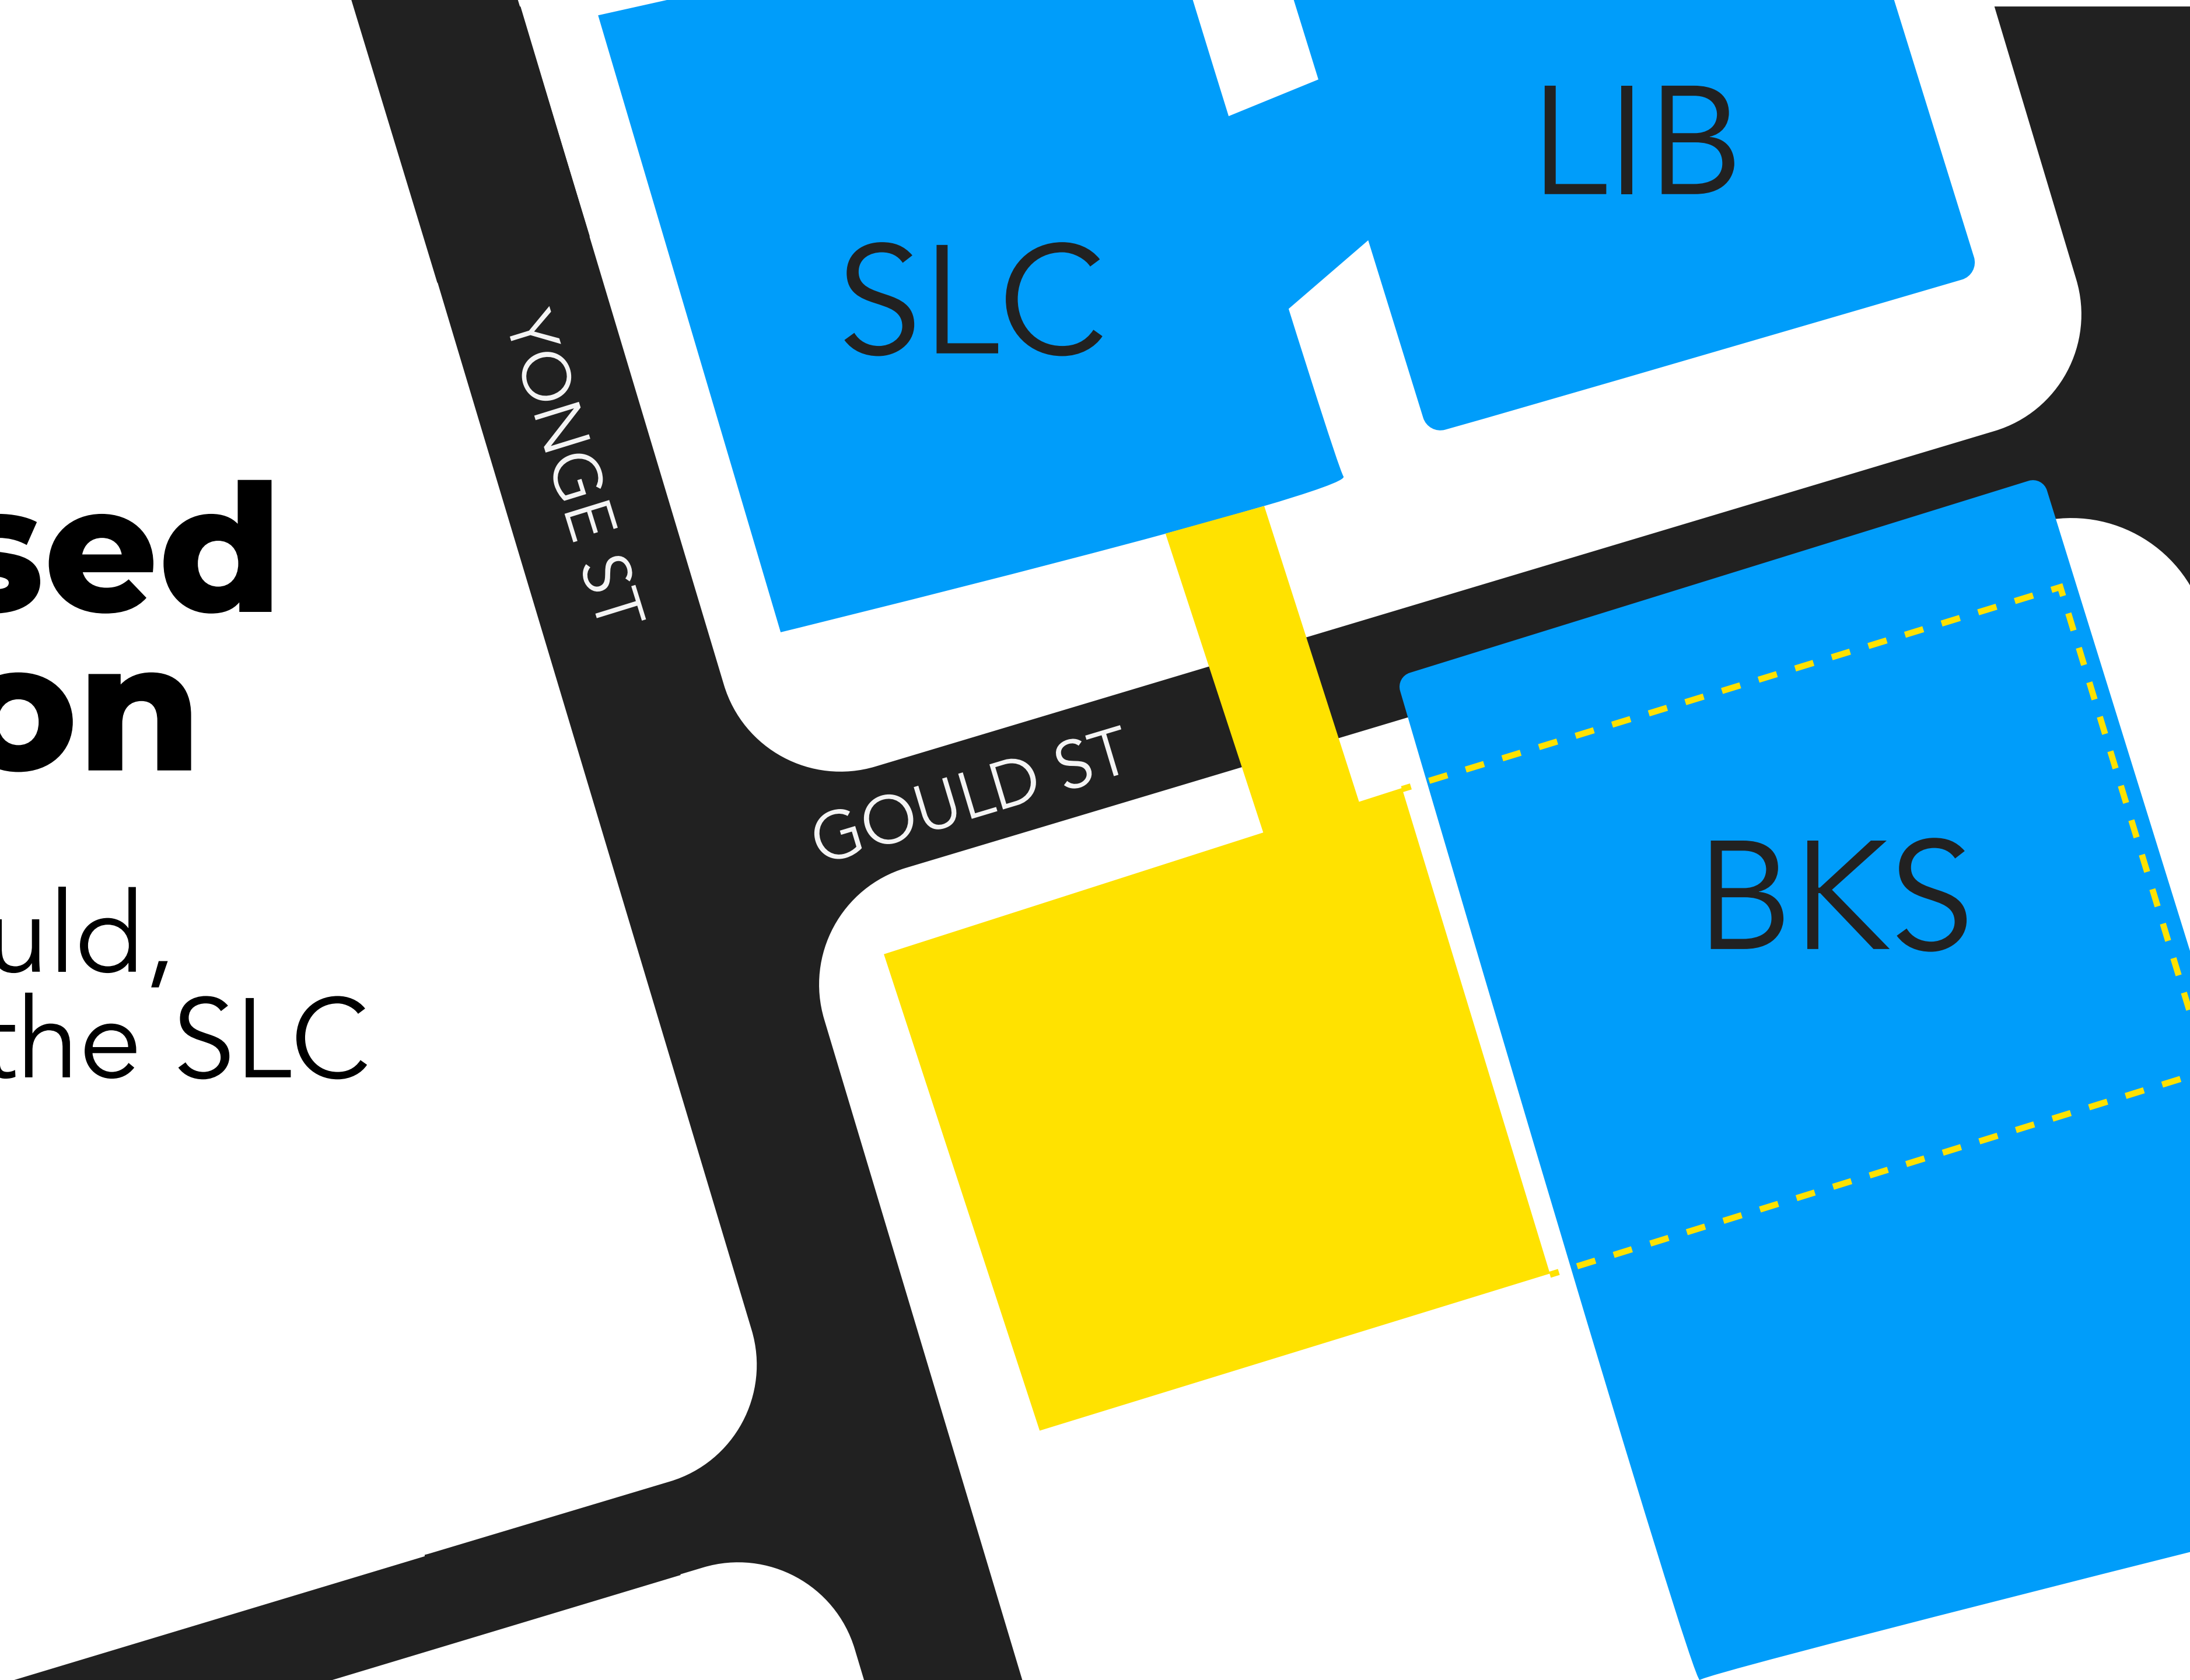 sed
on
uld,
the SLC
YONGE ST
GOULD ST
SLC
LIB
BKS